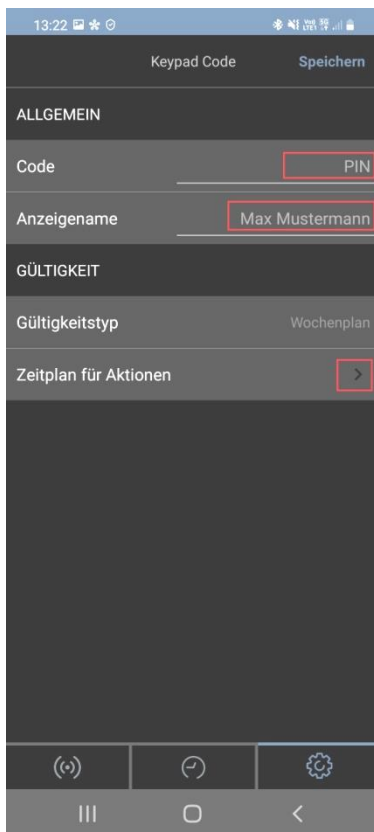 13:22
Keypad Code Speichern
ALLGEMEIN
Code PIN
Anzeigename Max Mustermann
GÜLTIGKEIT
Gültigkeitstyp Wochenplan
Zeitplan für Aktionen